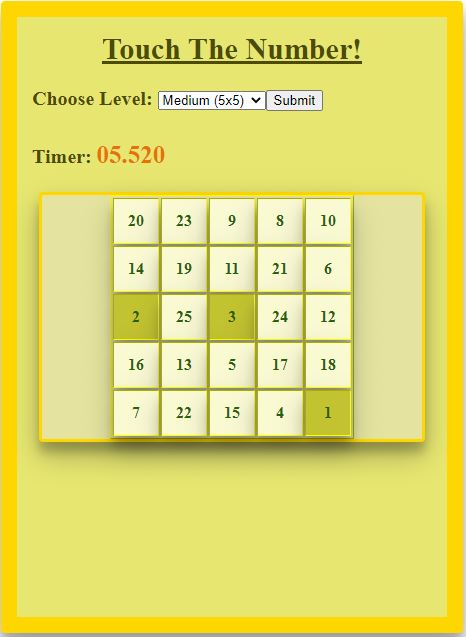 Touch The Number!
Choose Level: Medium (5x5) Submit
Timer: 05.520
20 23 9 8 10
14 19 11 21 6
2 25 3 24 12
16 13 5 17 18
7 22 15 4 1